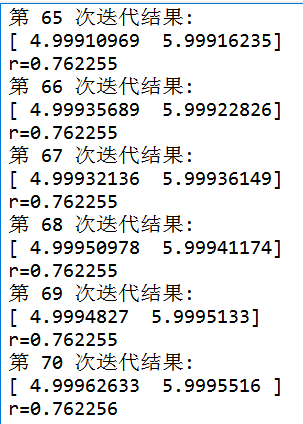 第 65 次迭代结果:
[ 4.99910969  5.99916235]
r=0.762255
第 66 次迭代结果:
[ 4.99935689  5.99922826]
r=0.762255
第 67 次迭代结果:
[ 4.99932136  5.99936149]
r=0.762255
第 68 次迭代结果:
[ 4.99950978  5.99941174]
r=0.762255
第 69 次迭代结果:
[ 4.9994827  5.9995133]
r=0.762255
第 70 次迭代结果:
[ 4.99962633  5.9995516 ]
r=0.762256